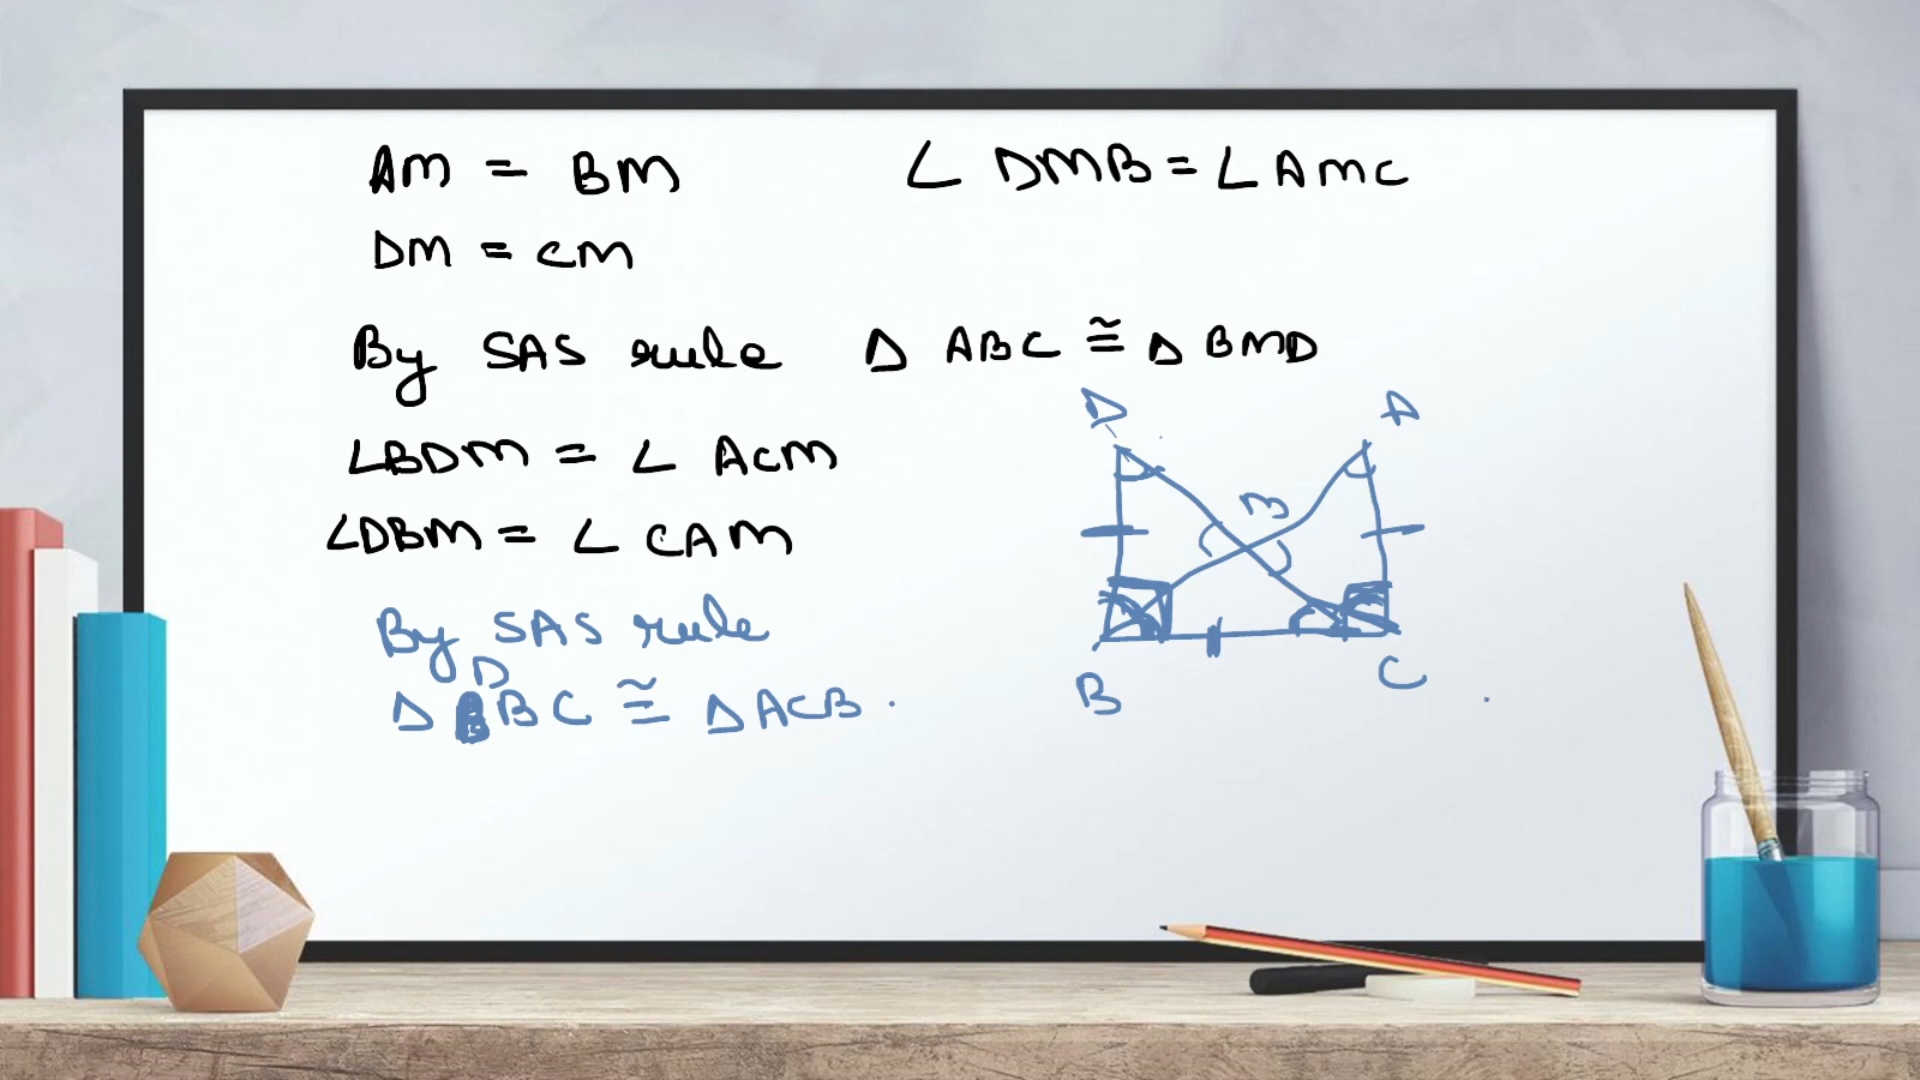 AM = BM ∠ DMB = ∠ AMC
DM = CM
By SAS rule Δ ABC ≅ Δ BMD
∠BDM = ∠ ACM
∠DBM = ∠ CAM
By SAS rule
Δ DBC ≅ Δ ACB.
D A
M
B C